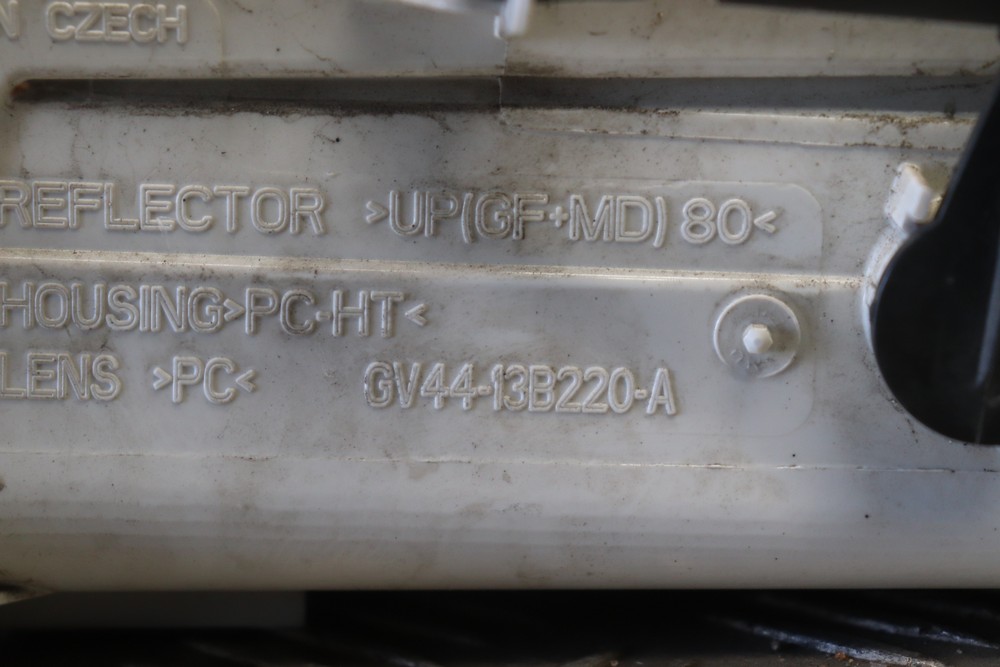 CZECH
REFLECTOR >UP(GF+MD) 80<
HOUSING>PC-HT<
LENS >PC< GV44-13B220-A